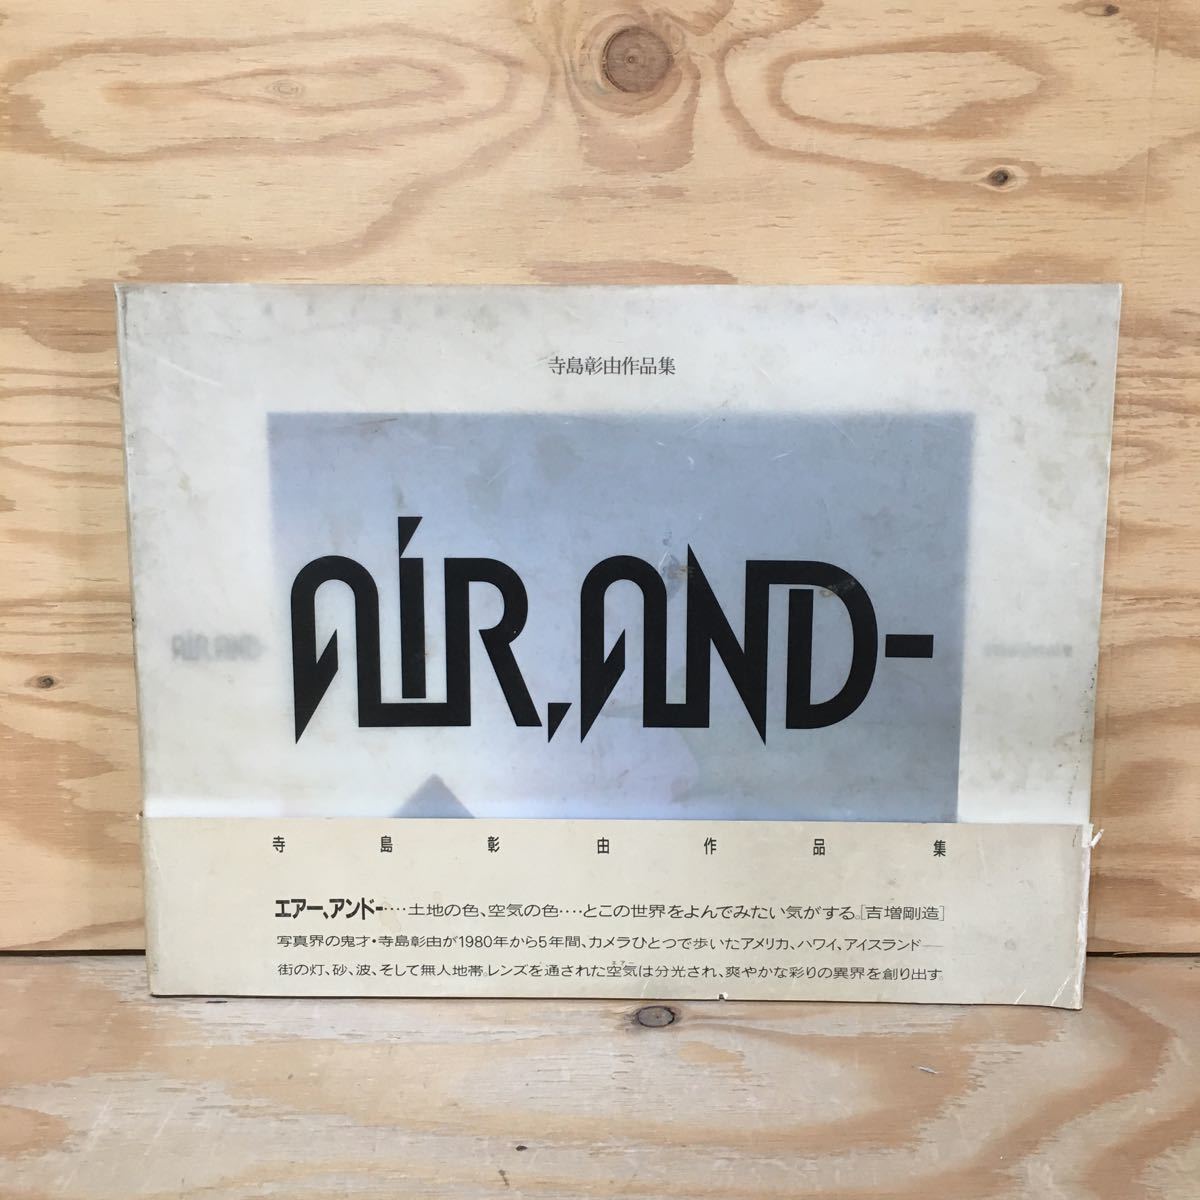 寺島彰由作品集
AIR,AND-
寺島彰由作品集
エアー、アンドー‥‥土地の色、空気の色‥‥とこの世界をよんでみたい気がする。[吉増剛造]
写真界の鬼才・寺島彰由が1980年から5年間、カメラひとつで歩いたアメリカ、ハワイ、アイスランド──
エアー
街の灯、砂、波、そして無人地帯。レンズを通された空気は分光され、爽やかな彩りの異界を創り出す。